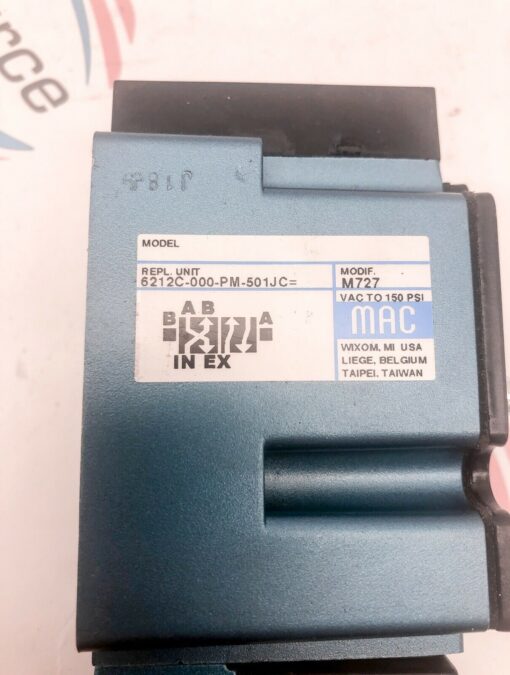 rce
MODEL
REPL. UNIT
6212C-000-PM-501JC=
MODIF.
M727
VAC TO 150 PSI
MAC
WIXOM, MI USA
LIEGE, BELGIUM
TAIPEI, TAIWAN
A B
B A
IN EX